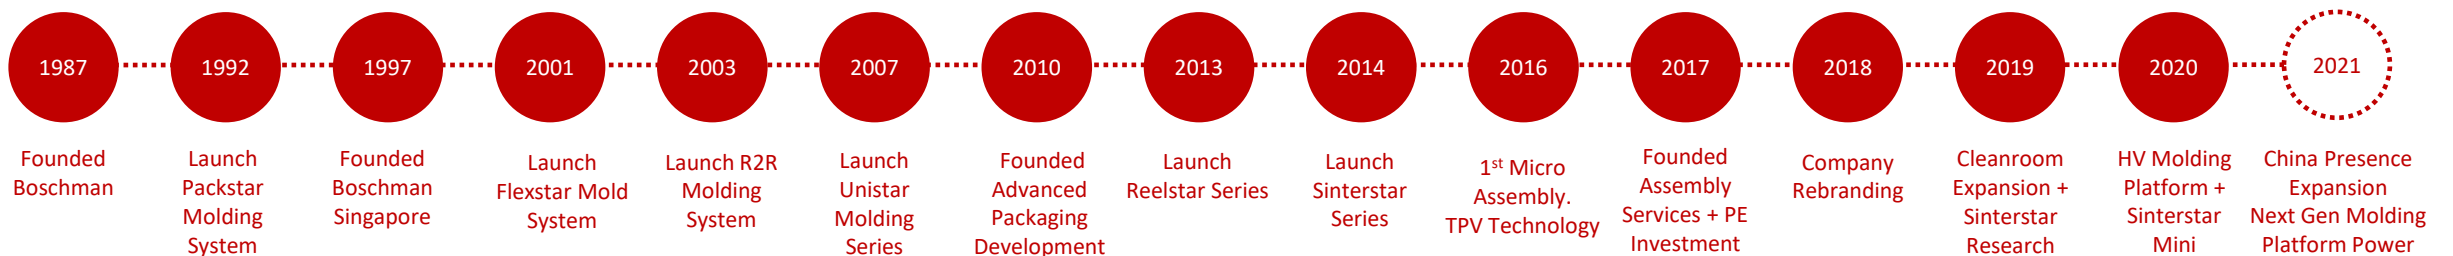 1987
Founded
Boschman
1992
Launch
Packstar
Molding
System
1997
Founded
Boschman
Singapore
2001
Launch
Flexstar Mold
System
2003
Launch R2R
Molding
System
2007
Launch
Unistar
Molding
Series
2010
Founded
Advanced
Packaging
Development
2013
Launch
Reelstar Series
2014
Launch
Sinterstar
Series
2016
1st Micro
Assembly.
TPV Technology
2017
Founded
Assembly
Services + PE
Investment
2018
Company
Rebranding
2019
Cleanroom
Expansion +
Sinterstar
Research
2020
HV Molding
Platform +
Sinterstar
Mini
2021
China Presence
Expansion
Next Gen Molding
Platform Power